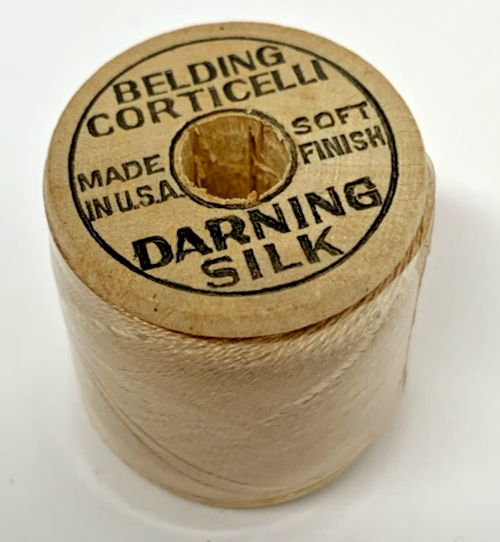 BELDING
CORTICELLI
MADE
IN U.S.A.
SOFT
FINISH
DARNING
SILK